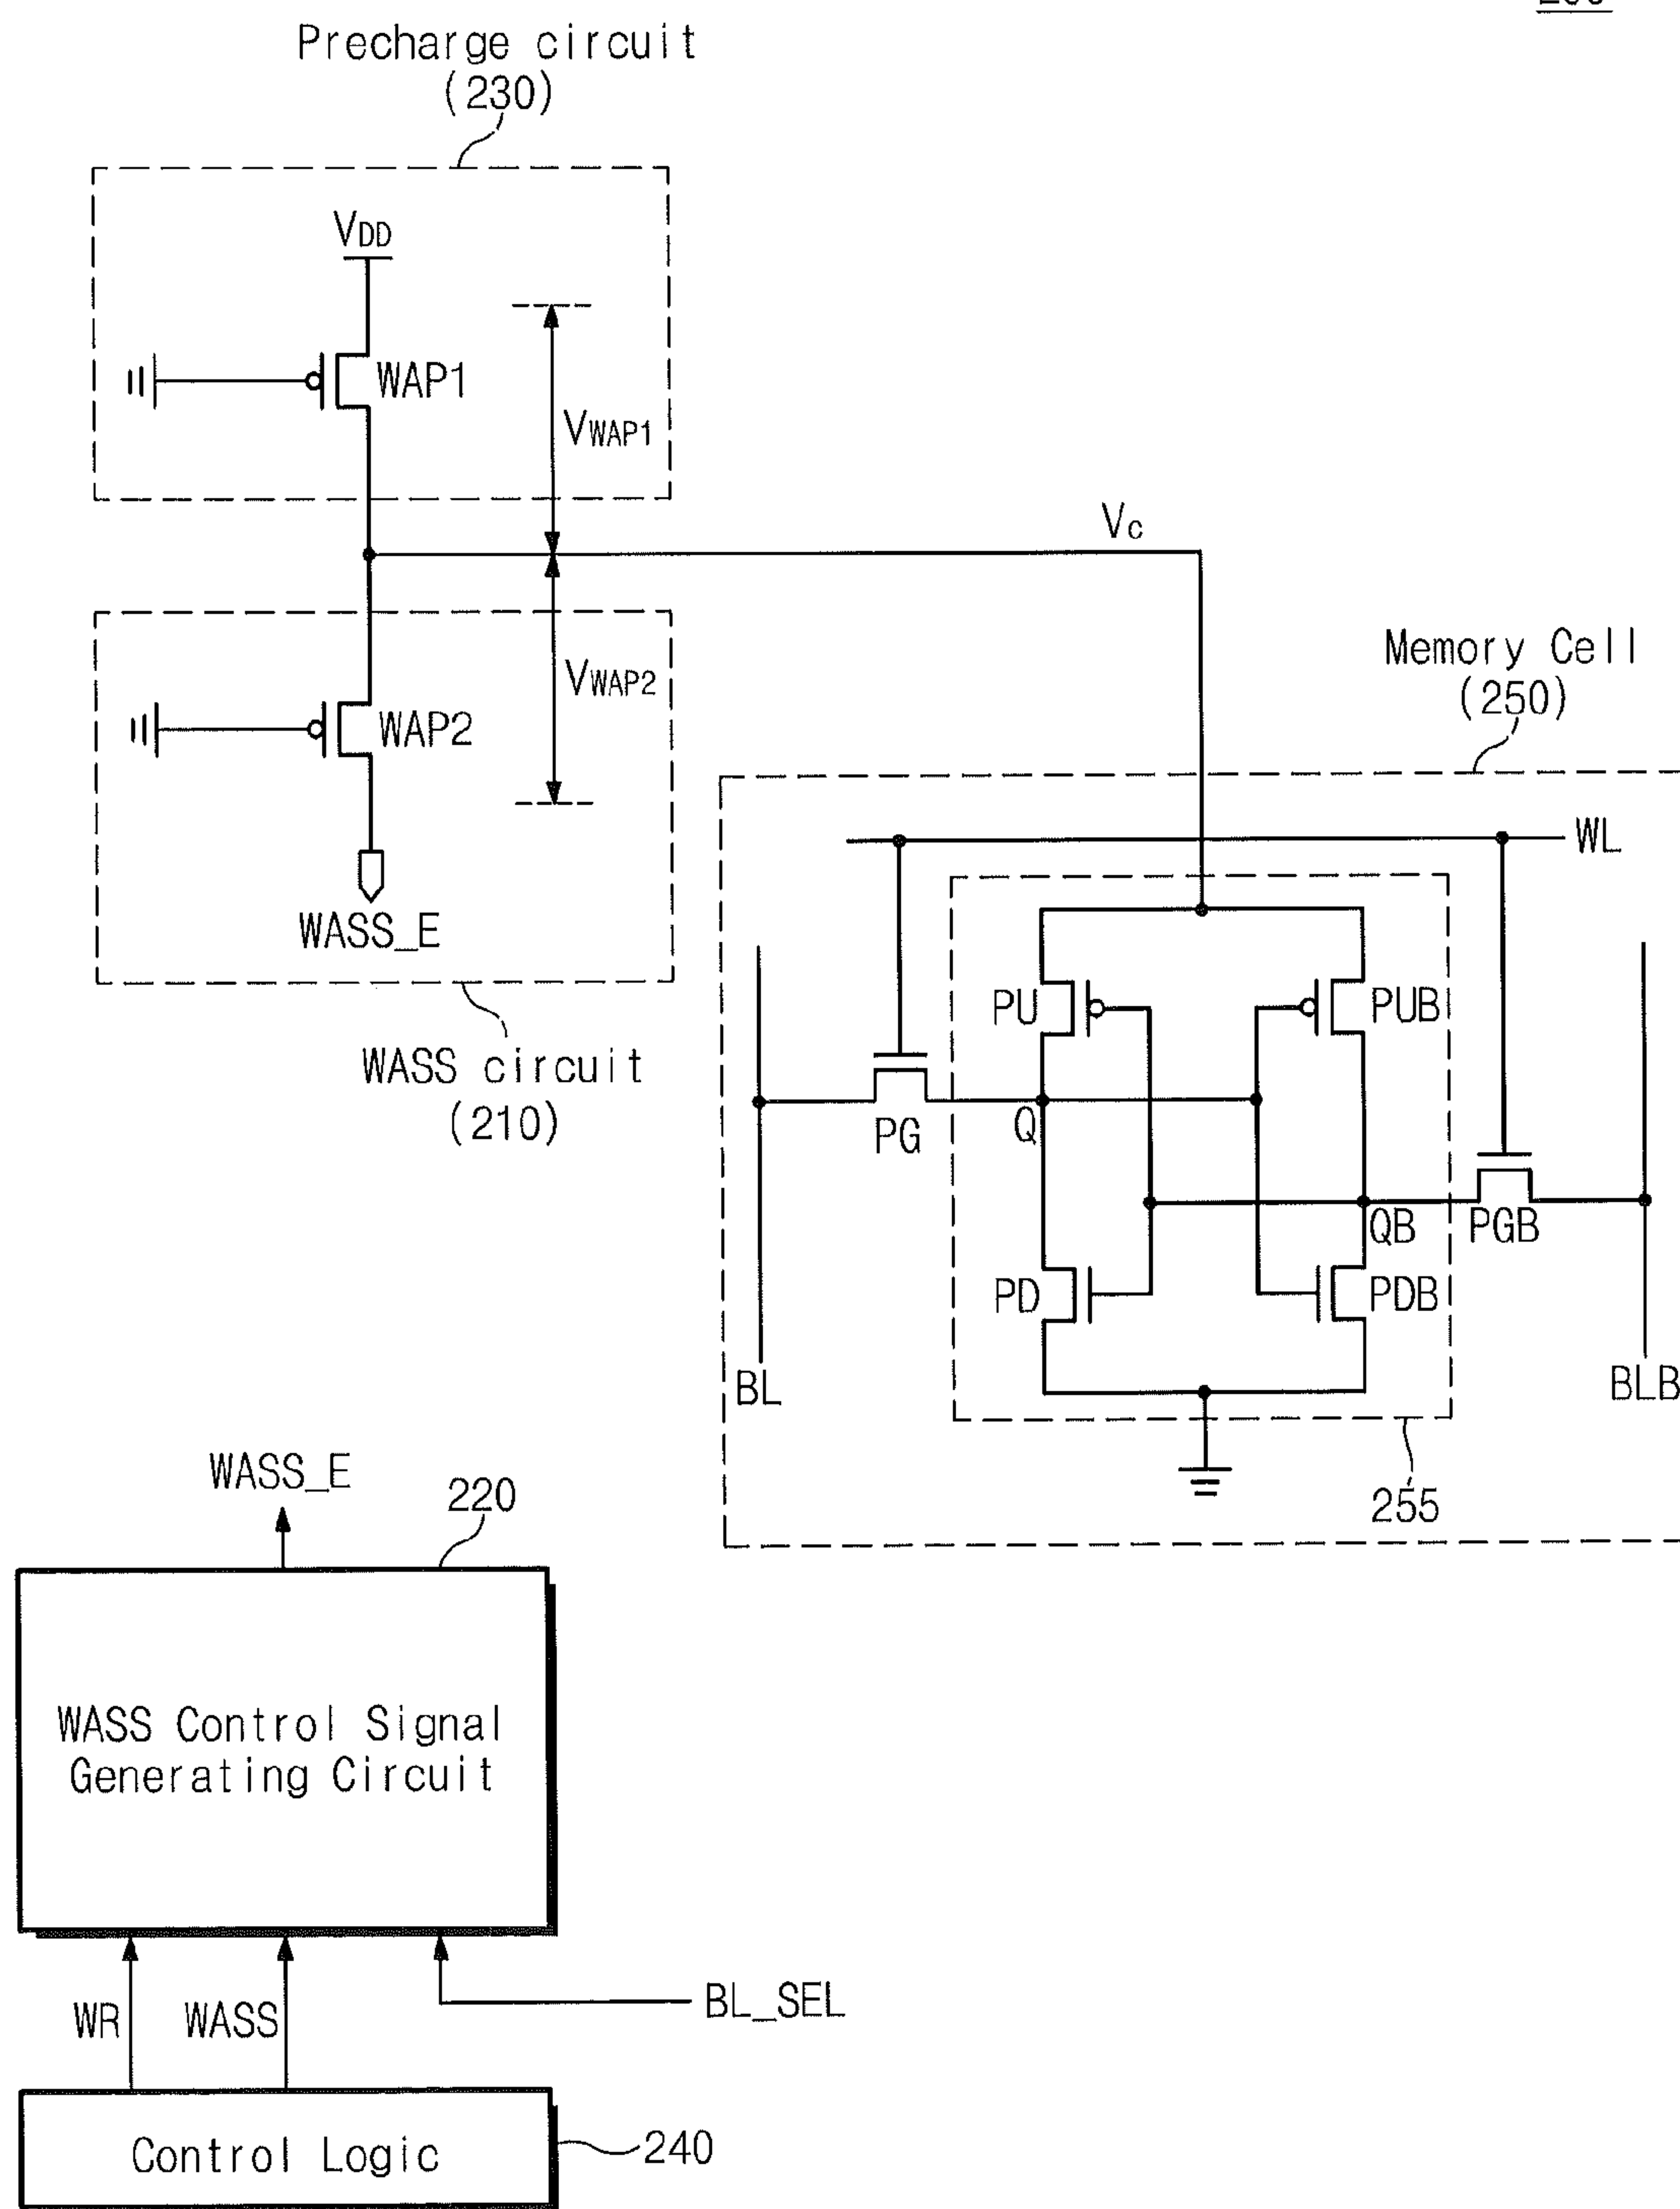 Precharge circuit
(230)
VDD
WAP1
VWAP1
Vc
WAP2
VWAP2
WASS_E
WASS circuit
(210)
Memory Cell
(250)
WL
PU
PUB
PG
Q
QB
PGB
PD
PDB
BL
BLB
255
WASS_E
220
WASS Control Signal
Generating Circuit
WR
WASS
BL_SEL
Control Logic
240